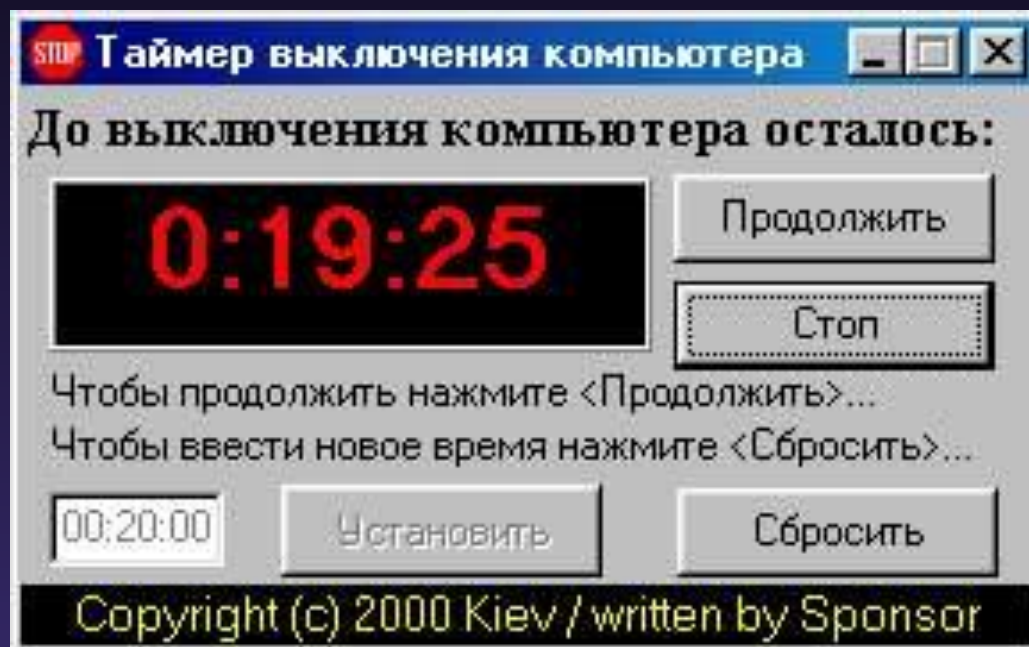 STOP Таймер выключения компьютера
До выключения компьютера осталось:
0:19:25
Продолжить
Стоп
Чтобы продолжить нажмите <Продолжить>...
Чтобы ввести новое время нажмите <Сбросить>...
00:20:00 Установить Сбросить
Copyright (c) 2000 Kiev / written by Sponsor